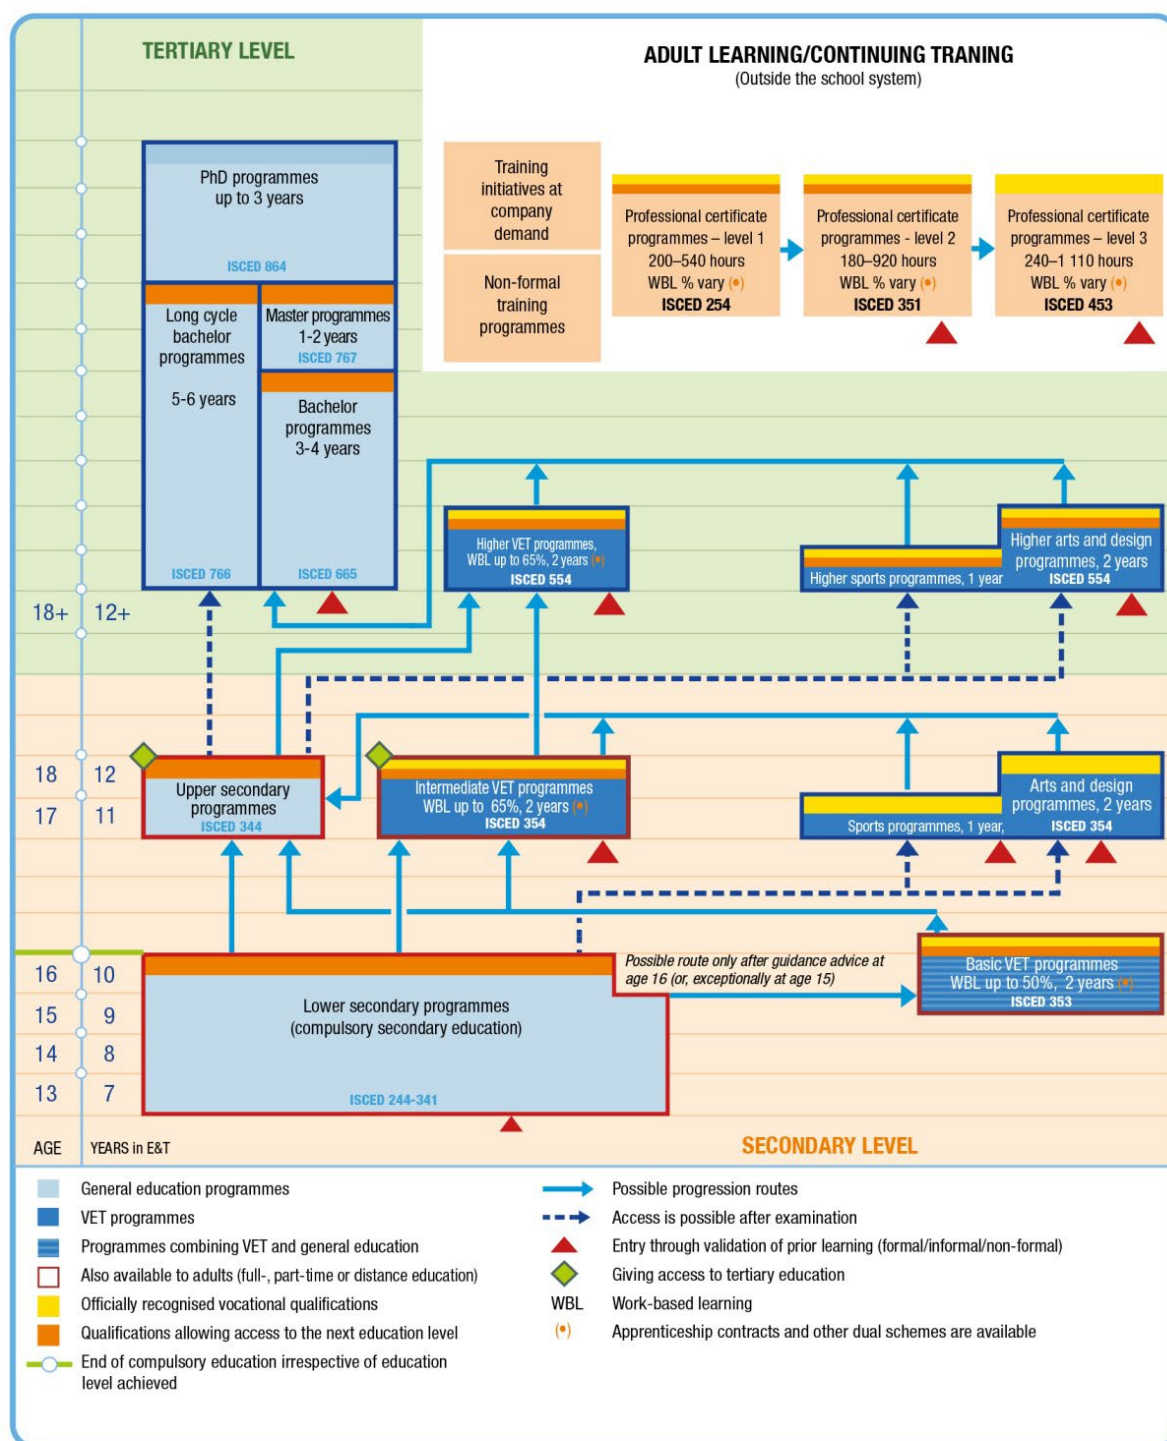 TERTIARY LEVEL
ADULT LEARNING/CONTINUING TRANING
(Outside the school system)
PhD programmes
up to 3 years
ISCED 864
Long cycle
bachelor
programmes
5-6 years
ISCED 766
Master programmes
1-2 years
ISCED 767
Bachelor
programmes
3-4 years
ISCED 665
Training
initiatives at
company
demand
Non-formal
training
programmes
Professional certificate
programmes – level 1
200–540 hours
WBL % vary (•)
ISCED 254
Professional certificate
programmes - level 2
180–920 hours
WBL % vary (•)
ISCED 351
Professional certificate
programmes – level 3
240–1 110 hours
WBL % vary (•)
ISCED 453
Higher VET programmes,
WBL up to 65%, 2 years (•)
ISCED 554
Higher sports programmes, 1 year
Higher arts and design
programmes, 2 years
ISCED 554
18+ 12+
18 12
17 11
Upper secondary
programmes
ISCED 344
Intermediate VET programmes
WBL up to 65%, 2 years (•)
ISCED 354
Sports programmes, 1 year,
Arts and design
programmes, 2 years
ISCED 354
16 10
15 9
14 8
13 7
Lower secondary programmes
(compulsory secondary education)
ISCED 244-341
Possible route only after guidance advice at
age 16 (or, exceptionally at age 15)
Basic VET programmes
WBL up to 50%, 2 years (•)
ISCED 353
AGE YEARS in E&T
SECONDARY LEVEL
General education programmes
VET programmes
Programmes combining VET and general education
Also available to adults (full-, part-time or distance education)
Officially recognised vocational qualifications
Qualifications allowing access to the next education level
End of compulsory education irrespective of education
level achieved
Possible progression routes
Access is possible after examination
Entry through validation of prior learning (formal/informal/non-formal)
Giving access to tertiary education
WBL Work-based learning
(•) Apprenticeship contracts and other dual schemes are available